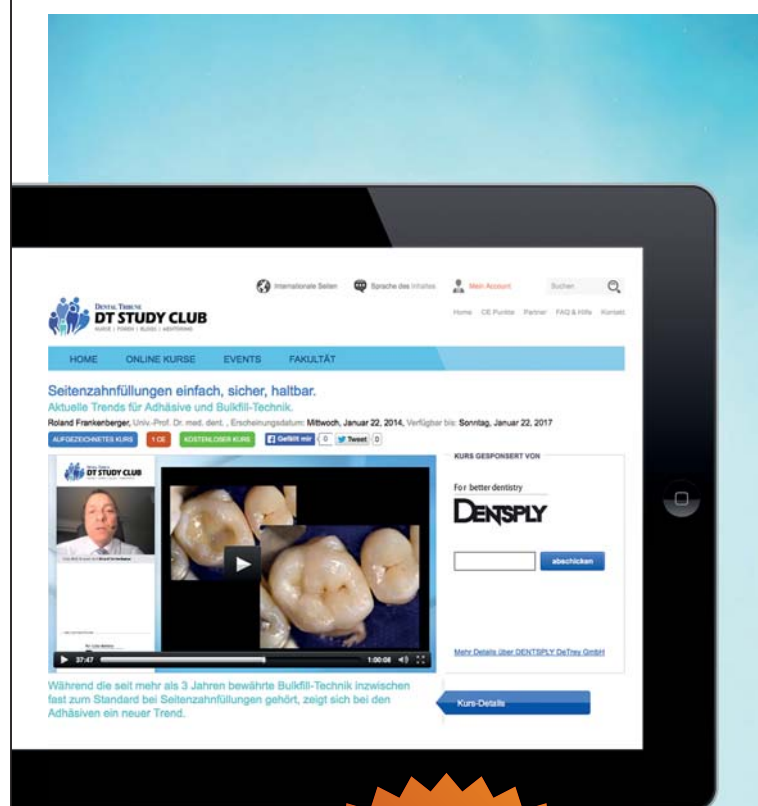 Internationale Seiten
Sprache des Inhaltes
Mein Account
Suchen
DENTAL TRIBUNE
DT STUDY CLUB
Home CE Punkte Partner FAQ & Hilfe Kontakt
HOME ONLINE KURSE EVENTS FAKULTÄT
Seitenzahnfüllungen einfach, sicher, haltbar.
Aktuelle Trends für Adhäsive und Bulkfill-Technik.
Roland Frankenberger, Univ.-Prof. Dr. med. dent. , Erscheinungsdatum: Mittwoch, Januar 22, 2014, Verfügbar bis: Sonntag, Januar 22, 2017
AUFGEZEICHNETES KURS 1 CE KOSTENLOSER KURS Gefällt mir 0 Tweet 0
DT STUDY CLUB
37:47 1:00:08
KURS GESPONSERT VON
For better dentistry
DENTSPLY
abschicken
Mehr Details über DENTSPLY DeTrey GmbH
Während die seit mehr als 3 Jahren bewährte Bulkfill-Technik inzwischen
fast zum Standard bei Seitenzahnfüllungen gehört, zeigt sich bei den
Adhäsiven ein neuer Trend.
Kurs-Details